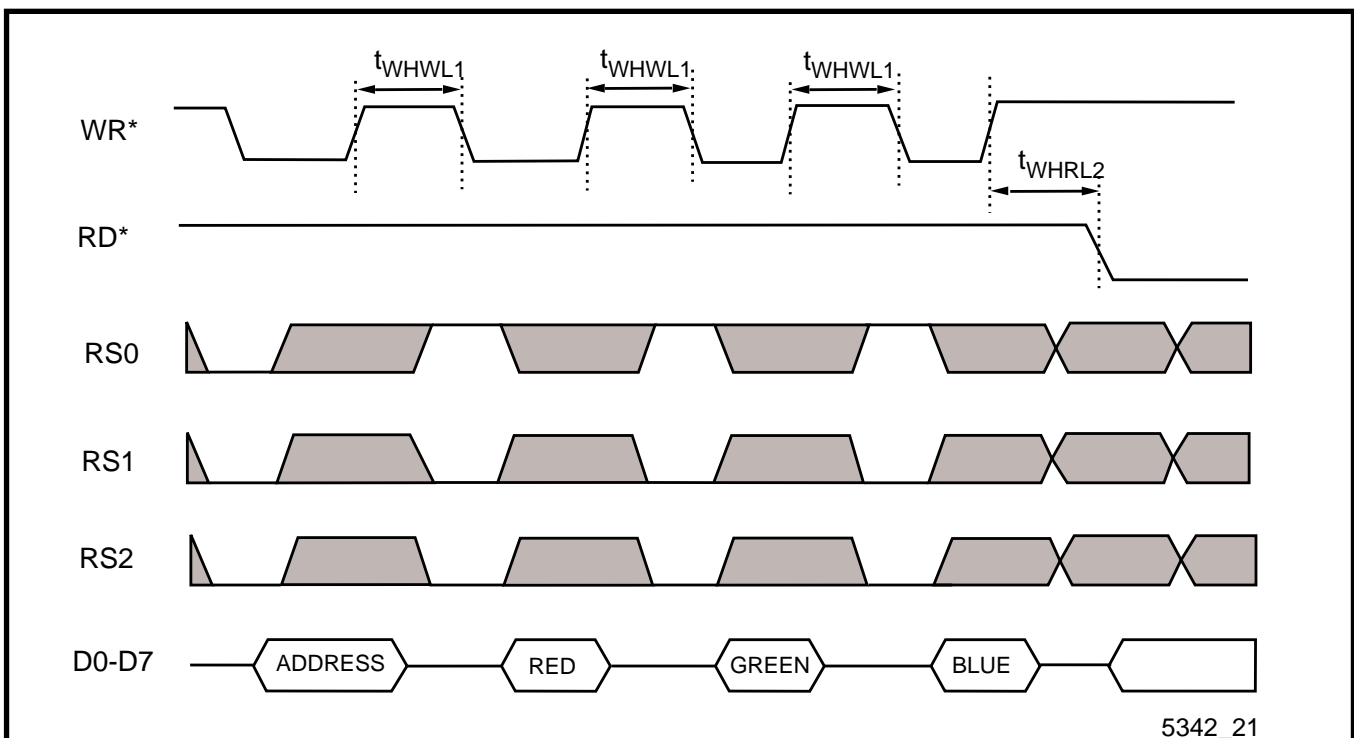 tWHWL1 tWHWL1 tWHWL1
WR*
tWHRL2
RD*
RS0
RS1
RS2
D0-D7 ADDRESS RED GREEN BLUE
5342_21